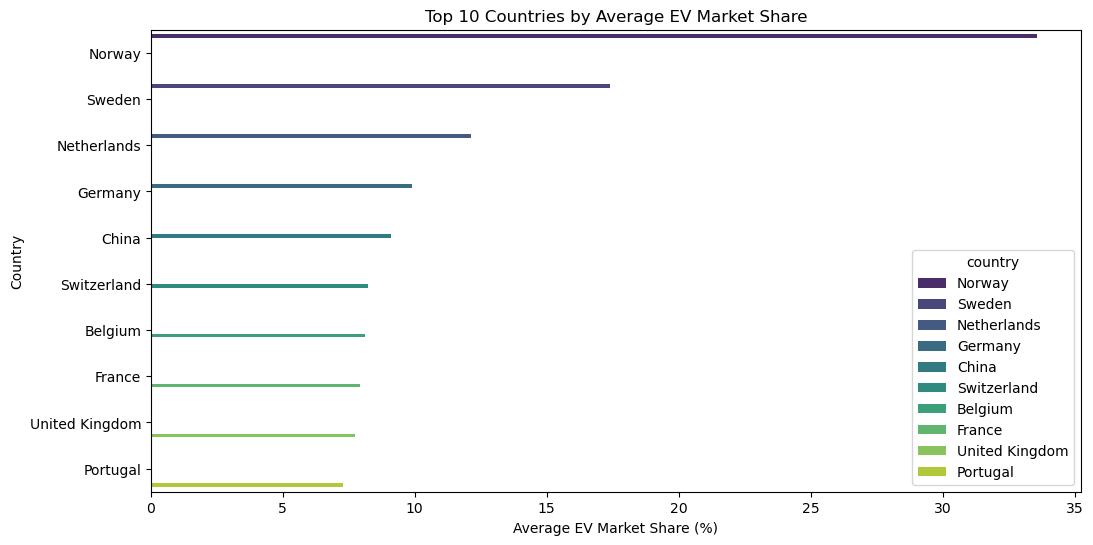 Top 10 Countries by Average EV Market Share
Norway
Sweden
Netherlands
Germany
China
Switzerland
Belgium
France
United Kingdom
Portugal
Country
0 5 10 15 20 25 30 35
Average EV Market Share (%)
country
Norway
Sweden
Netherlands
Germany
China
Switzerland
Belgium
France
United Kingdom
Portugal